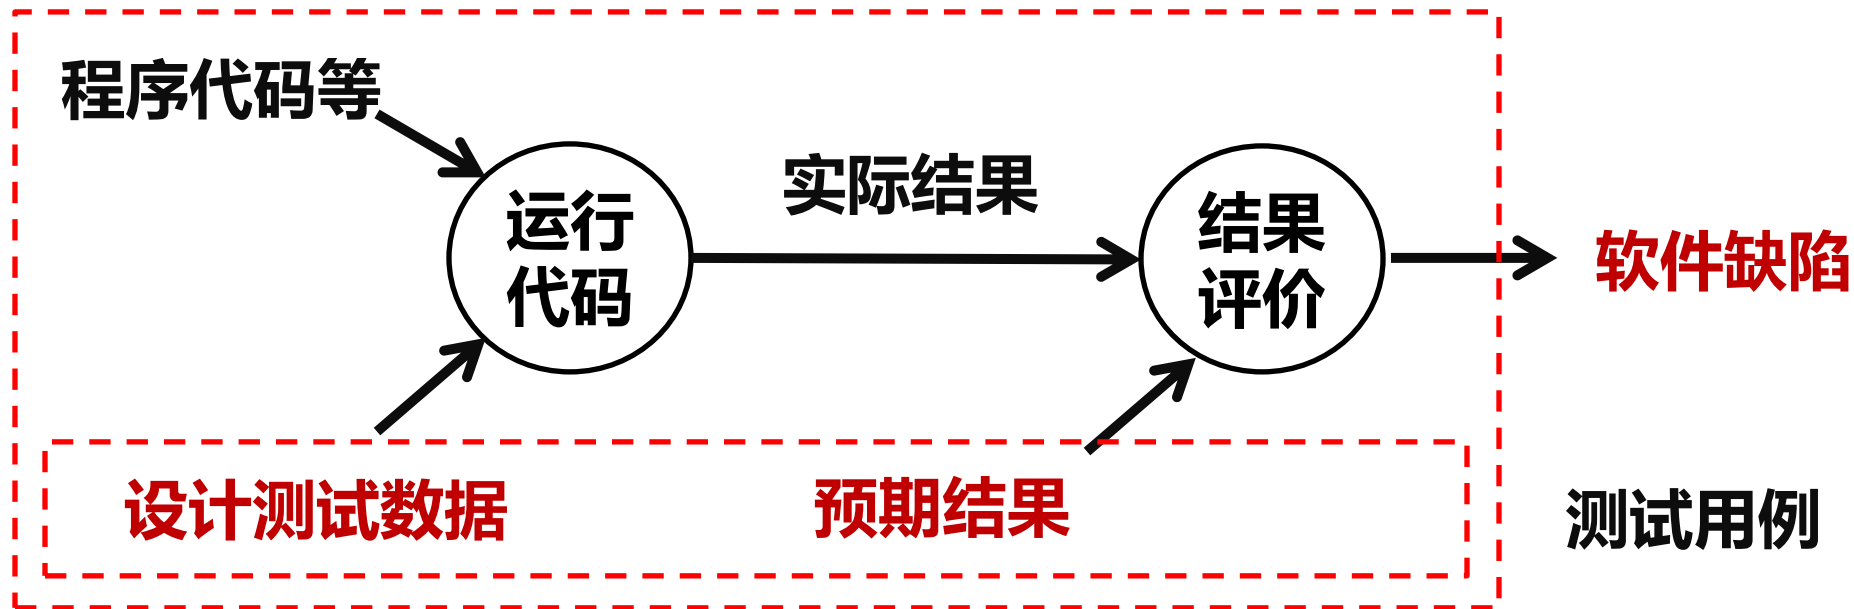 程序代码等
实际结果
运行
代码
结果
评价
软件缺陷
设计测试数据
预期结果
测试用例